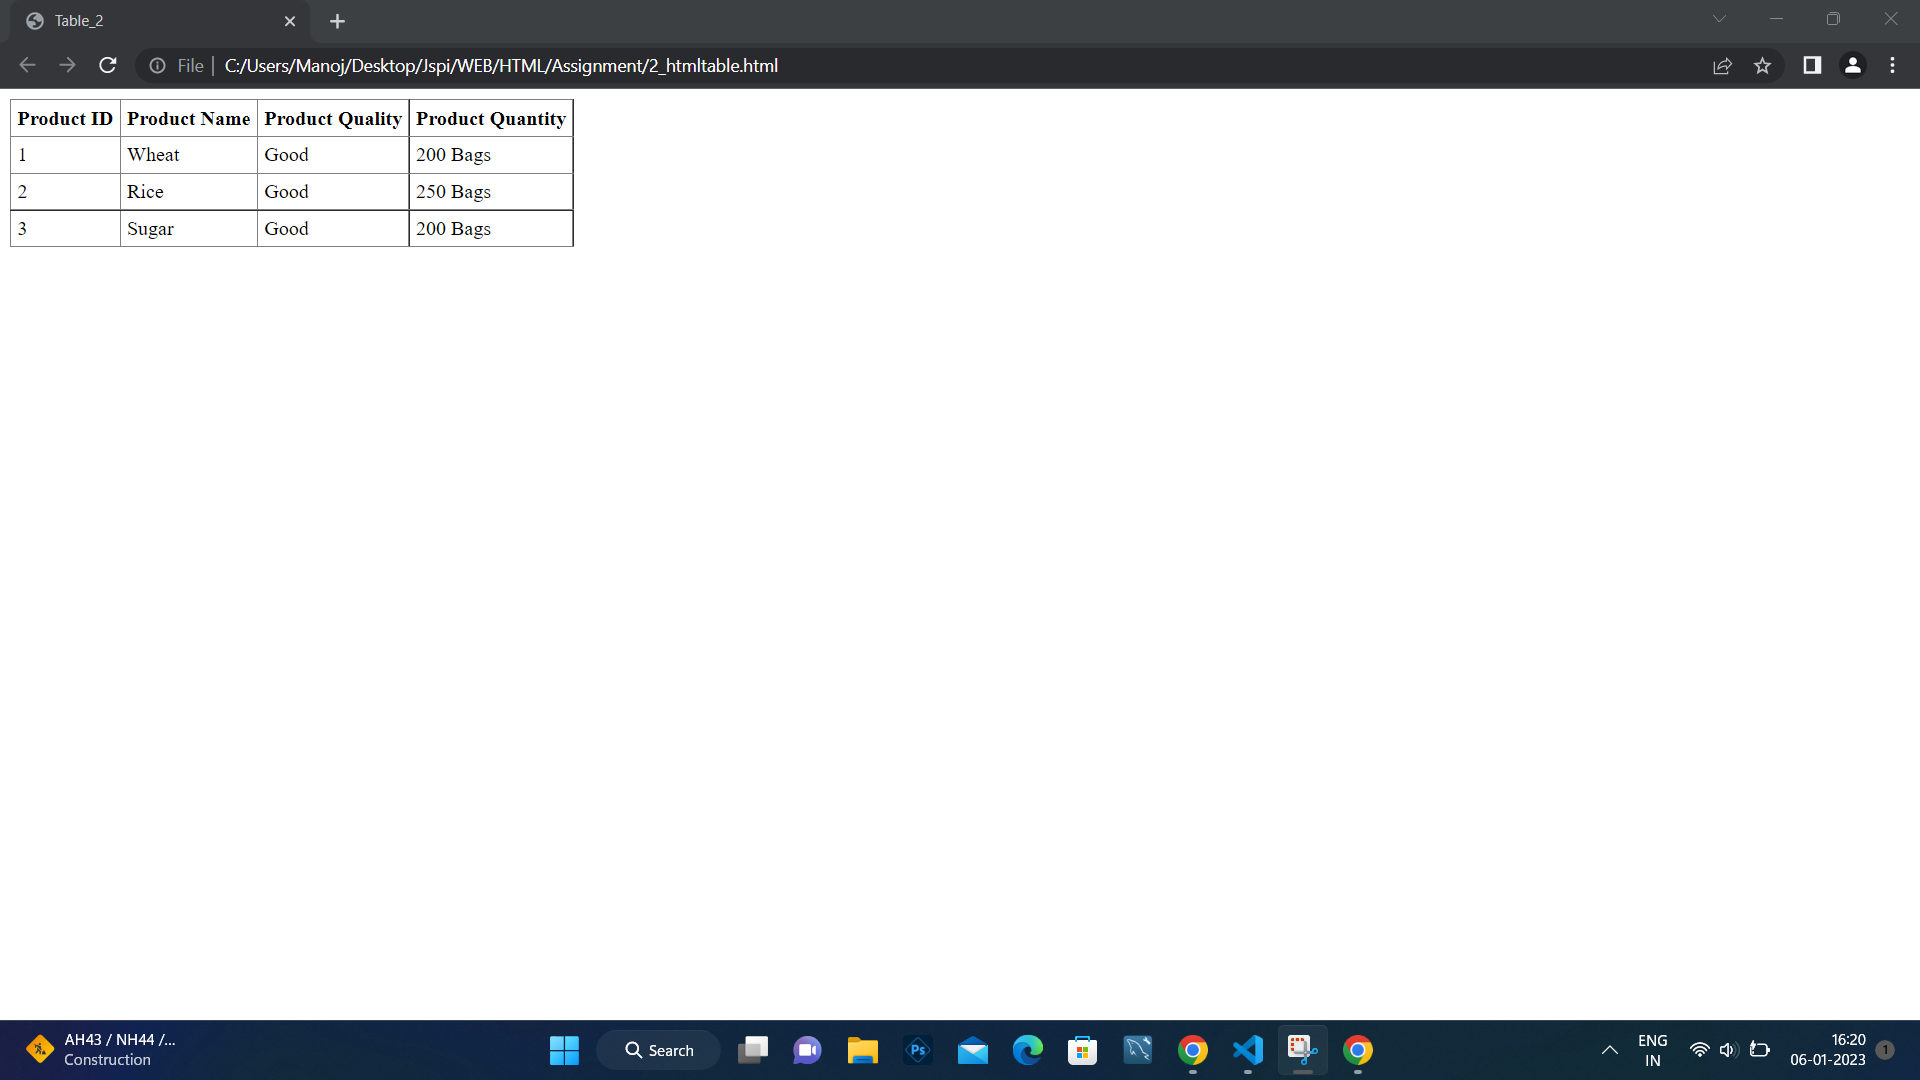 Table_2
File | C:/Users/Manoj/Desktop/Jspi/WEB/HTML/Assignment/2_htmltable.html
Product ID Product Name Product Quality Product Quantity
1 Wheat Good 200 Bags
2 Rice Good 250 Bags
3 Sugar Good 200 Bags
AH43 / NH44 /...
Construction
Search
Ps
ENG
IN
16:20
06-01-2023
1